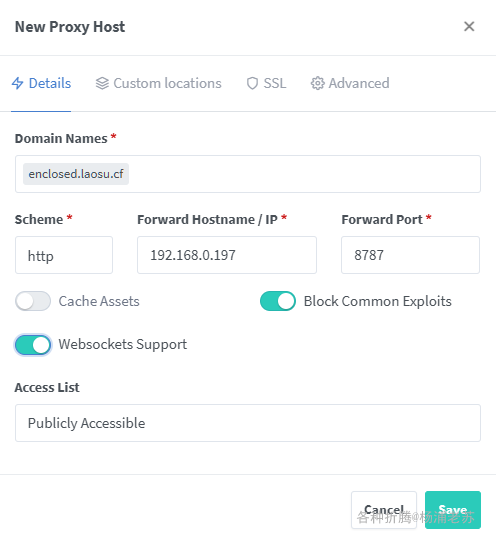 New Proxy Host
Details Custom locations SSL Advanced
Domain Names *
enclosed.laosu.cf
Scheme * Forward Hostname / IP * Forward Port *
http 192.168.0.197 8787
Cache Assets Block Common Exploits
Websockets Support
Access List
Publicly Accessible
Cancel Save
各种折腾@杨浦老苏